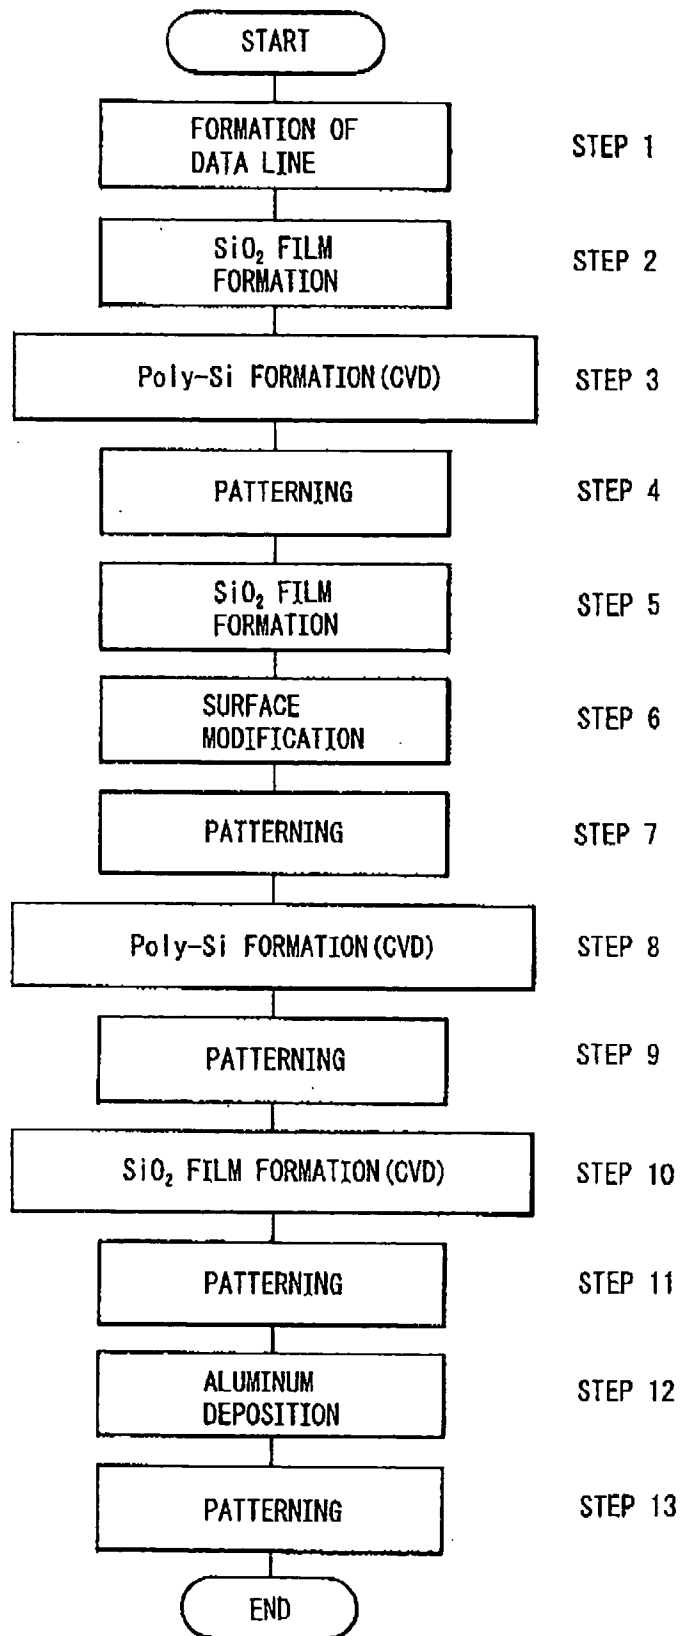 START
FORMATION OF
DATA LINE
STEP 1
SiO₂ FILM
FORMATION
STEP 2
Poly-Si FORMATION(CVD)
STEP 3
PATTERNING
STEP 4
SiO₂ FILM
FORMATION
STEP 5
SURFACE
MODIFICATION
STEP 6
PATTERNING
STEP 7
Poly-Si FORMATION(CVD)
STEP 8
PATTERNING
STEP 9
SiO₂ FILM FORMATION(CVD)
STEP 10
PATTERNING
STEP 11
ALUMINUM
DEPOSITION
STEP 12
PATTERNING
STEP 13
END